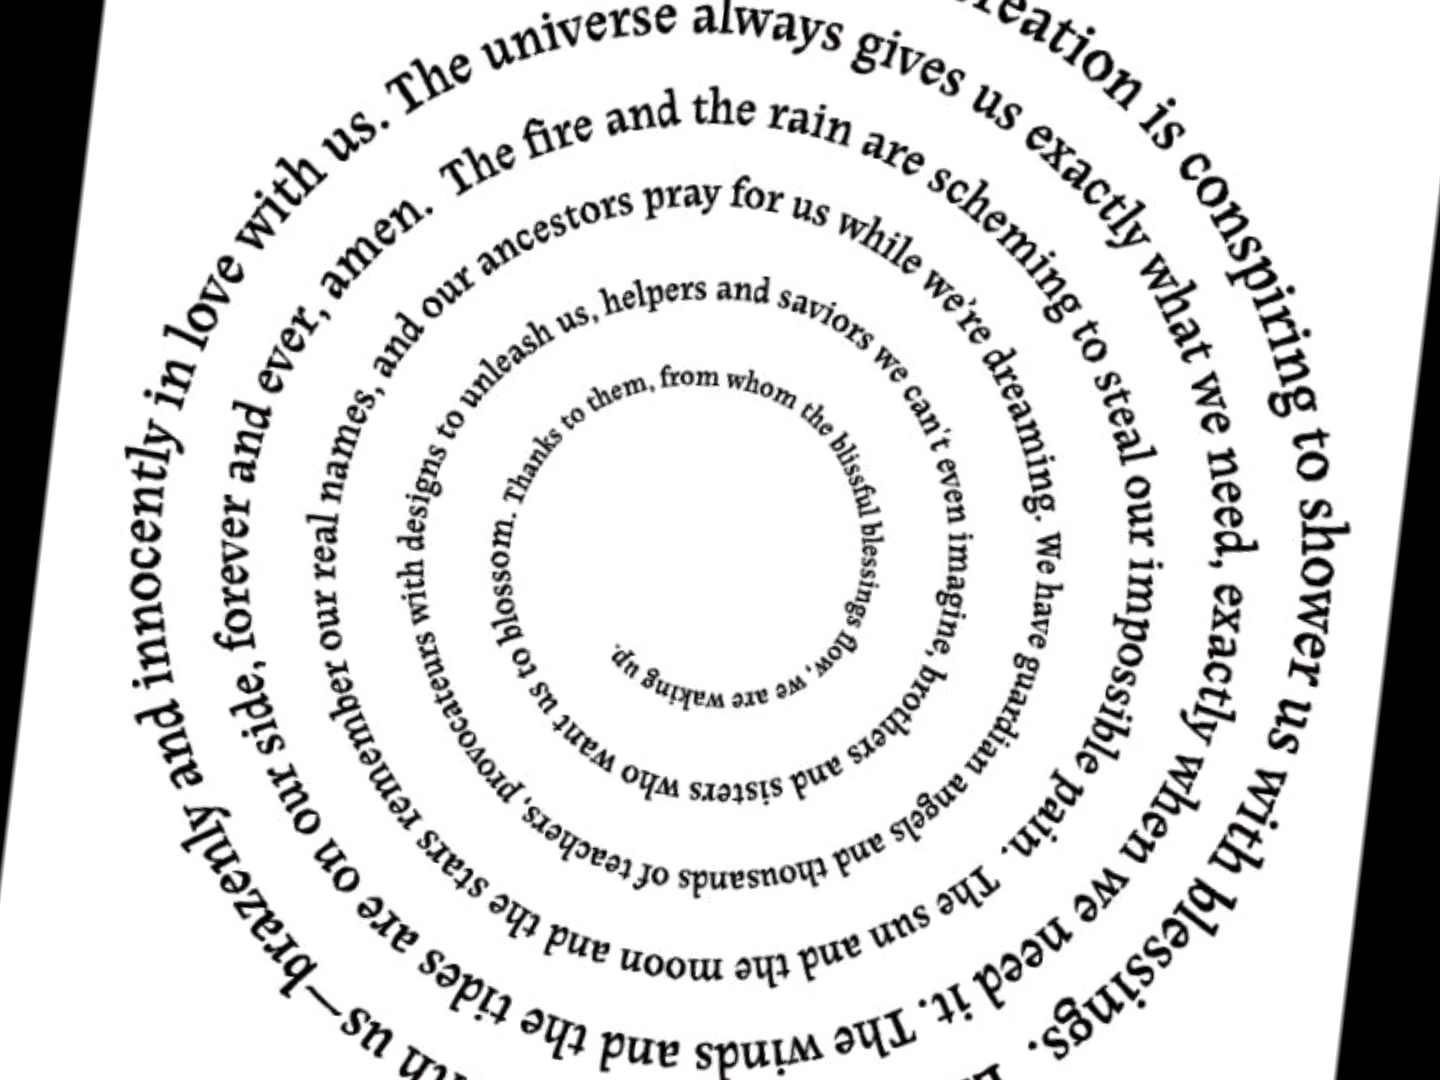 reation is conspiring to shower us with blessings.
us—brazenly and innocently in love with us. The universe always gives us exactly what we need, exactly when we need it. The winds and the tides are on our side, forever and ever, amen. The fire and the rain are scheming to steal our impossible pain. The sun and the moon and the stars remember our real names, and our ancestors pray for us while we're dreaming. We have guardian angels and thousands of teachers, provocateurs with designs to unleash us, helpers and saviors we can't even imagine, brothers and sisters who want us to blossom. Thanks to them, from whom the blissful blessings flow, we are waking up.